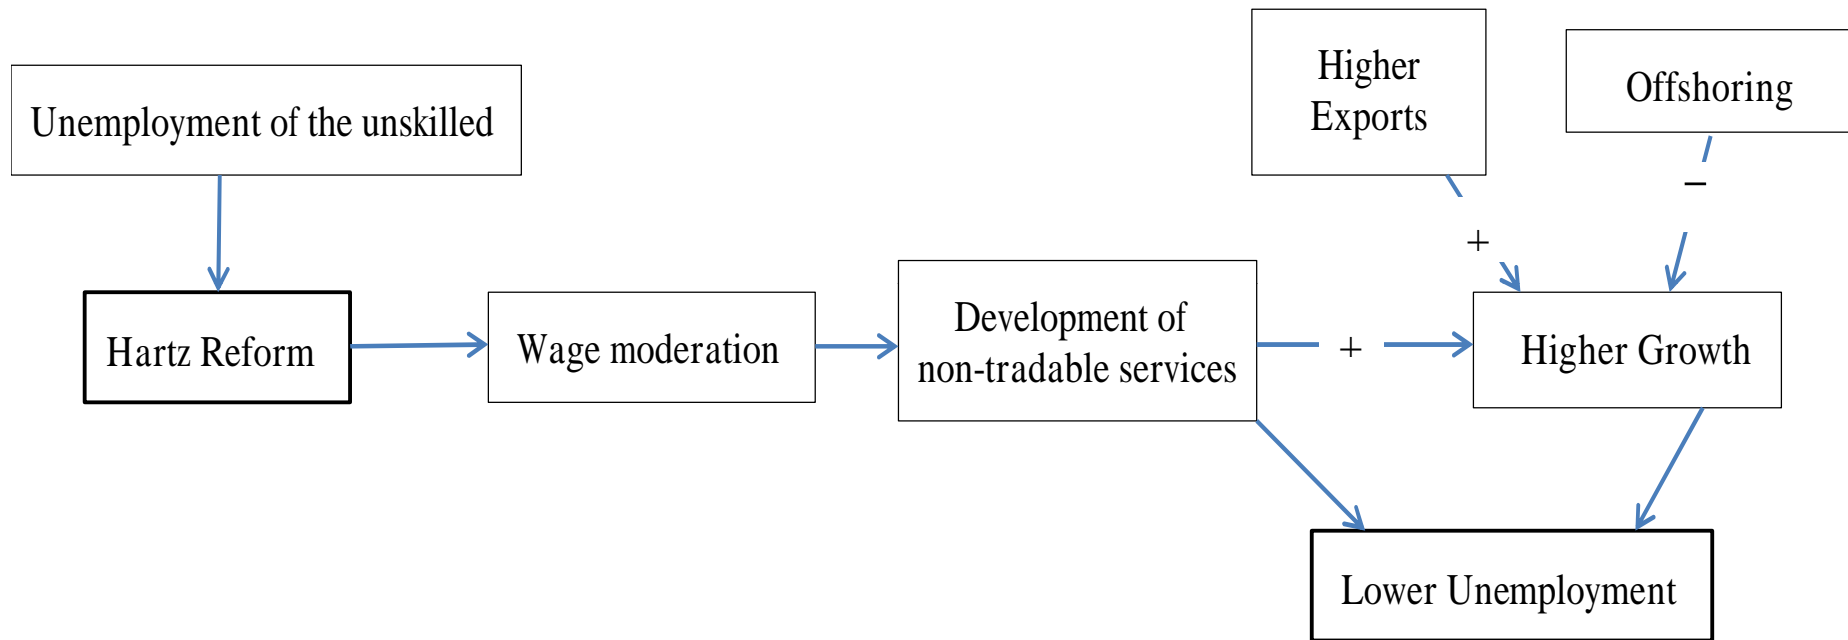 Unemployment of the unskilled
Higher
Exports
Offshoring
−
+
Hartz Reform
Wage moderation
Development of
non-tradable services
+
Higher Growth
Lower Unemployment